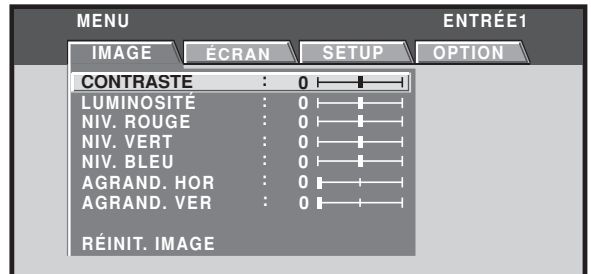 MENU ENTRÉE1
IMAGE ÉCRAN SETUP OPTION
CONTRASTE : 0
LUMINOSITÉ : 0
NIV. ROUGE : 0
NIV. VERT : 0
NIV. BLEU : 0
AGRAND. HOR : 0
AGRAND. VER : 0
RÉINIT. IMAGE